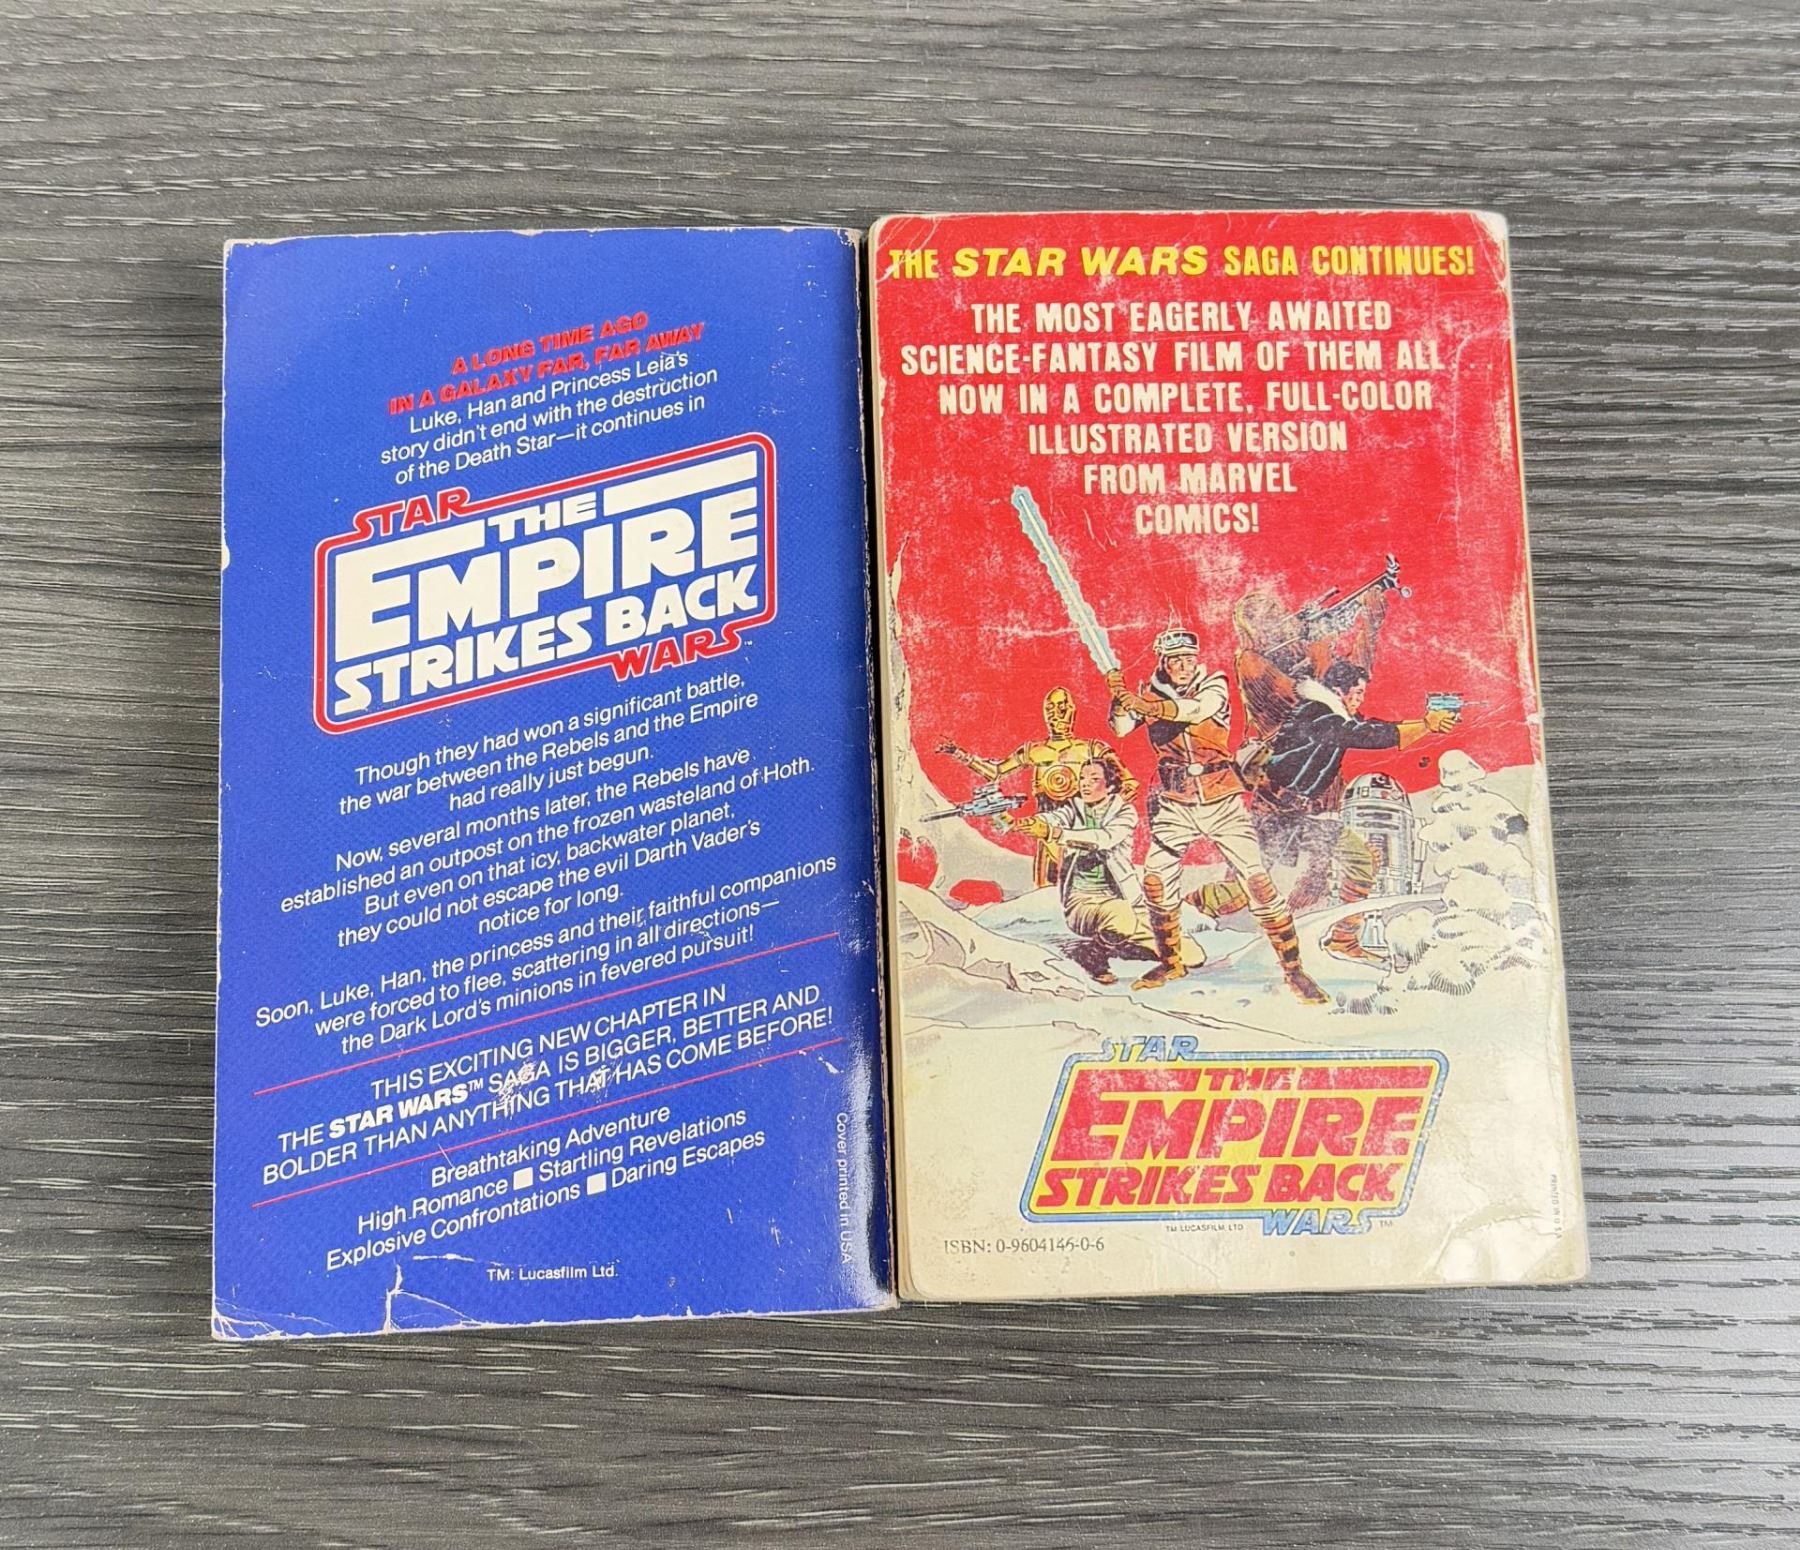 A LONG TIME AGO
IN A GALAXY FAR, FAR AWAY
Luke, Han and Princess Leia's
story didn't end with the destruction
of the Death Star—it continues in
STAR
THE
EMPIRE
STRIKES BACK
WARS™
Though they had won a significant battle,
the war between the Rebels and the Empire
had really just begun.
Now, several months later, the Rebels have
established an outpost on the frozen wasteland of Hoth.
But even on that icy, backwater planet,
they could not escape the evil Darth Vader's
notice for long.
Soon, Luke, Han, the princess and their faithful companions
were forced to flee, scattering in all directions—
the Dark Lord's minions in fevered pursuit!
THIS EXCITING NEW CHAPTER IN
THE STAR WARS™ SAGA IS BIGGER, BETTER AND
BOLDER THAN ANYTHING THAT HAS COME BEFORE!
Breathtaking Adventure
High Romance ■ Startling Revelations
Explosive Confrontations ■ Daring Escapes
TM: Lucasfilm Ltd.
Cover printed in USA
THE STAR WARS SAGA CONTINUES!
THE MOST EAGERLY AWAITED
SCIENCE-FANTASY FILM OF THEM ALL...
NOW IN A COMPLETE, FULL-COLOR
ILLUSTRATED VERSION
FROM MARVEL
COMICS!
STAR
THE
EMPIRE
STRIKES BACK
WARS™
TM LUCASFILM, LTD.
ISBN: 0-9604146-0-6
PRINTED IN U.S.A.